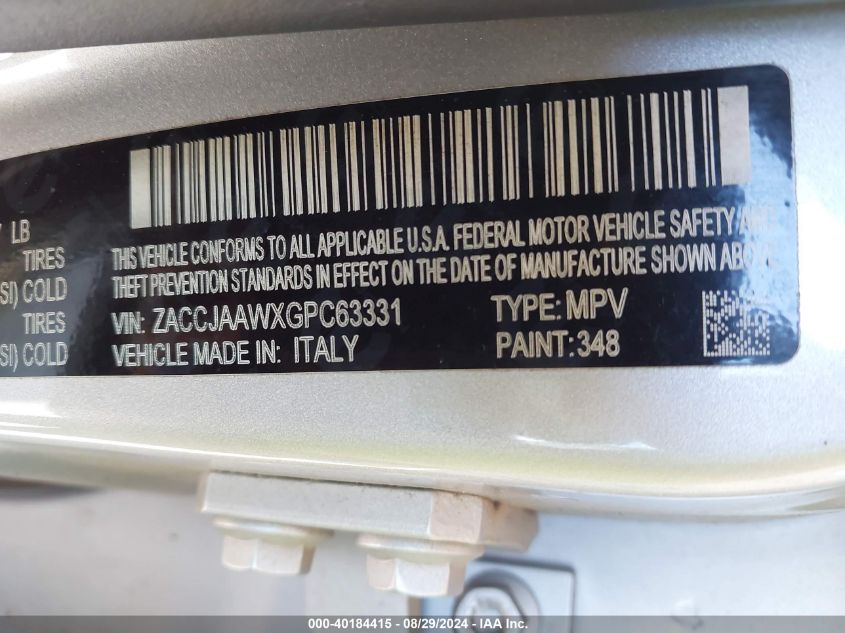 LB
TIRES
SI) COLD
TIRES
SI) COLD
THIS VEHICLE CONFORMS TO ALL APPLICABLE U.S.A. FEDERAL MOTOR VEHICLE SAFETY AND
THEFT PREVENTION STANDARDS IN EFFECT ON THE DATE OF MANUFACTURE SHOWN ABOVE
VIN: ZACCJAAWXGPC63331 TYPE: MPV
VEHICLE MADE IN: ITALY PAINT: 348
000-40184415 - 08/29/2024 - © IAA Inc.